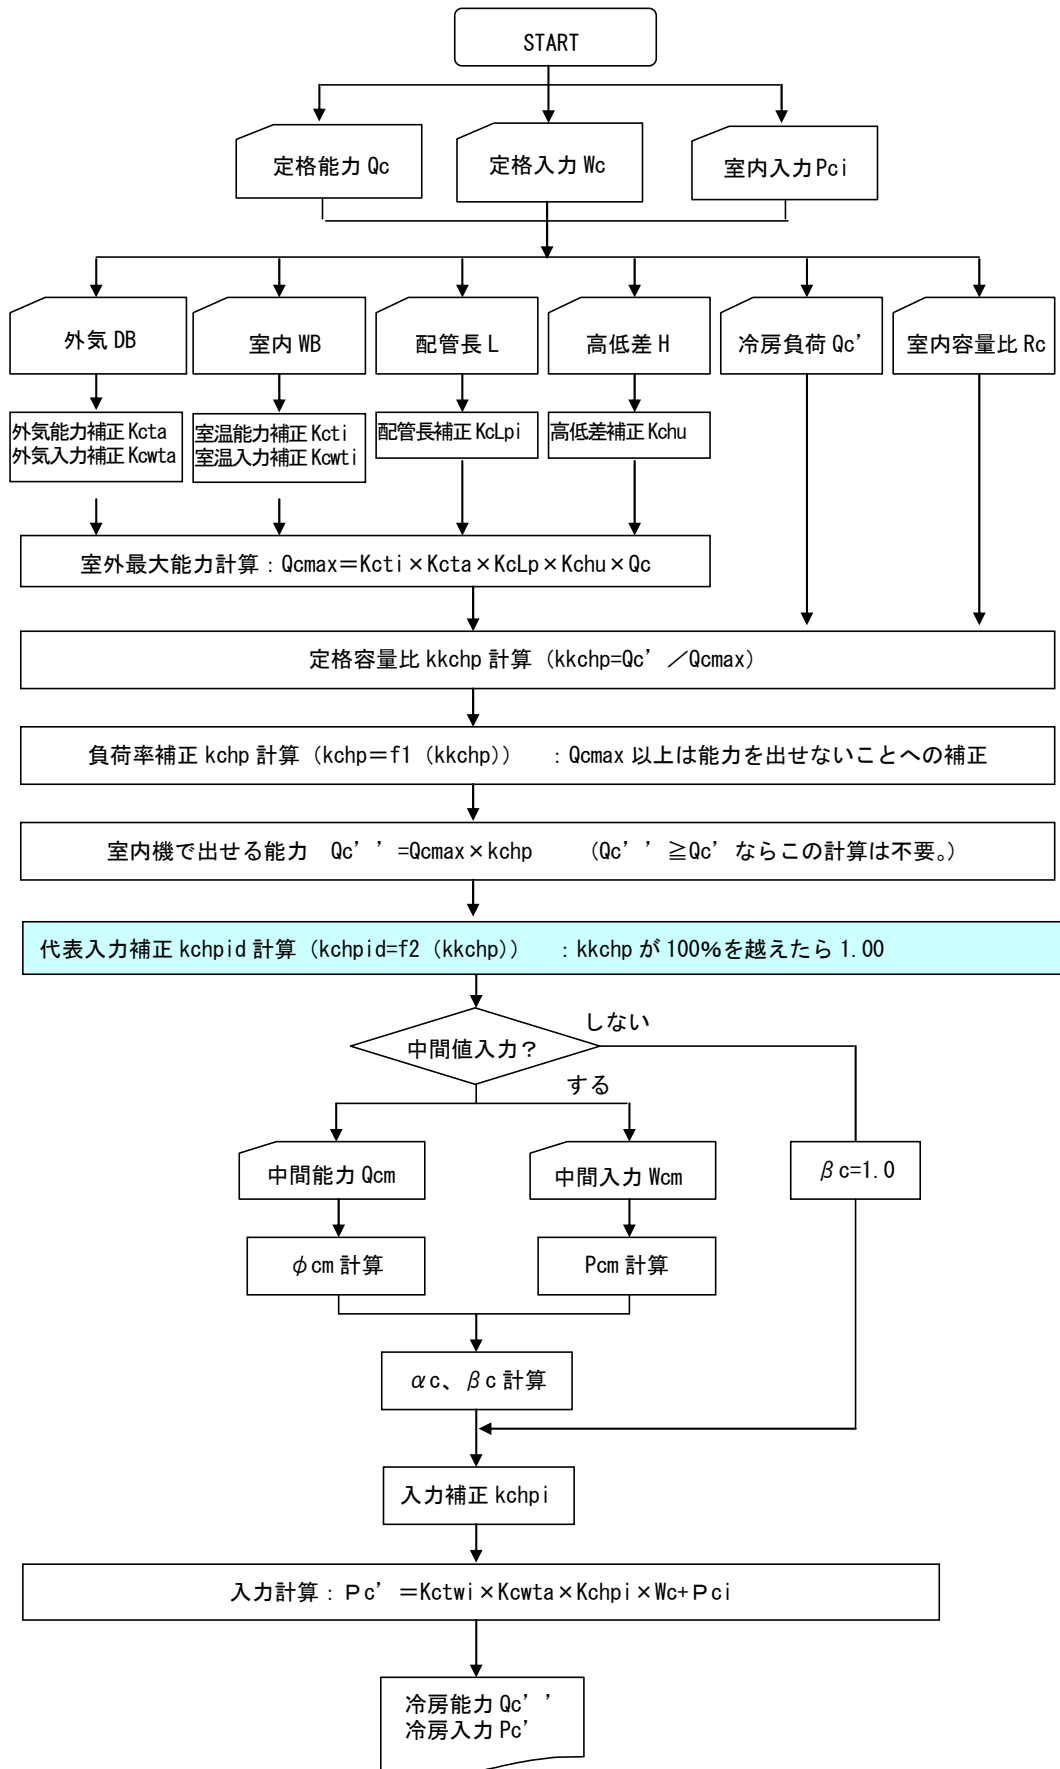 START
定格能力 Qc
定格入力 Wc
室内入力 Pci
外気 DB
室内 WB
配管長 L
高低差 H
冷房負荷 Qc’
室内容量比 Rc
外気能力補正 Kcta
外気入力補正 Kcwta
室温能力補正 Kcti
室温入力補正 Kcwti
配管長補正 KcLpi
高低差補正 Kchu
室外最大能力計算：Qcmax＝Kcti×Kcta×KcLp×Kchu×Qc
定格容量比 kkchp 計算（kkchp=Qc’／Qcmax）
負荷率補正 kchp 計算（kchp＝f1（kkchp））　：Qcmax 以上は能力を出せないことへの補正
室内機で出せる能力　Qc’’=Qcmax×kchp　（Qc’’≧Qc’ならこの計算は不要。）
代表入力補正 kchpid 計算（kchpid=f2（kkchp））　：kkchp が 100％を越えたら 1.00
しない
中間値入力？
する
中間能力 Qcm
中間入力 Wcm
βc=1.0
φcm 計算
Pcm 計算
αc、βc 計算
入力補正 kchpi
入力計算：Ｐc’＝Kctwi×Kcwta×Kchpi×Wc+Ｐci
冷房能力 Qc’’
冷房入力 Pc’